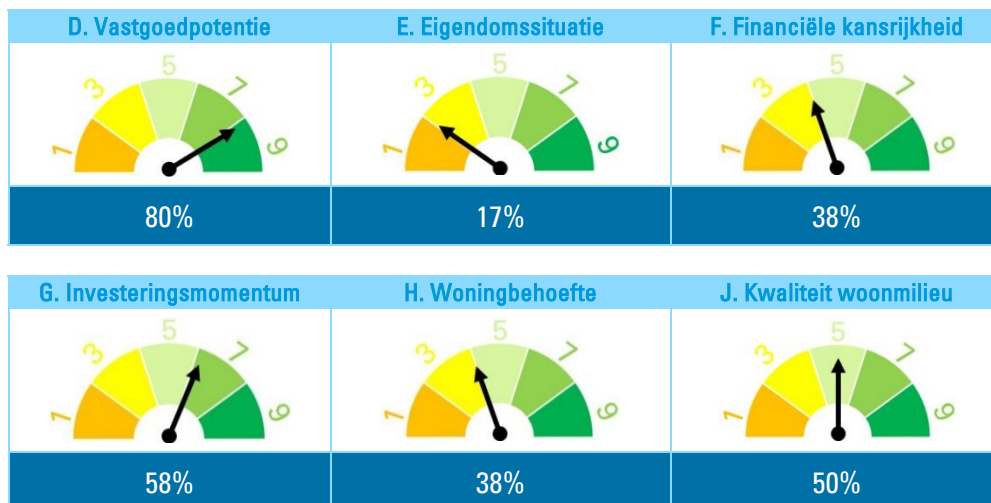 D. Vastgoedpotentie E. Eigendomssituatie F. Financiële kansrijkheid
1 3 5 7 9 1 3 5 7 9 1 3 5 7 9
80% 17% 38%
G. Investeringsmomentum H. Woningbehoefte J. Kwaliteit woonmilieu
1 3 5 7 9 1 3 5 7 9 1 3 5 7 9
58% 38% 50%